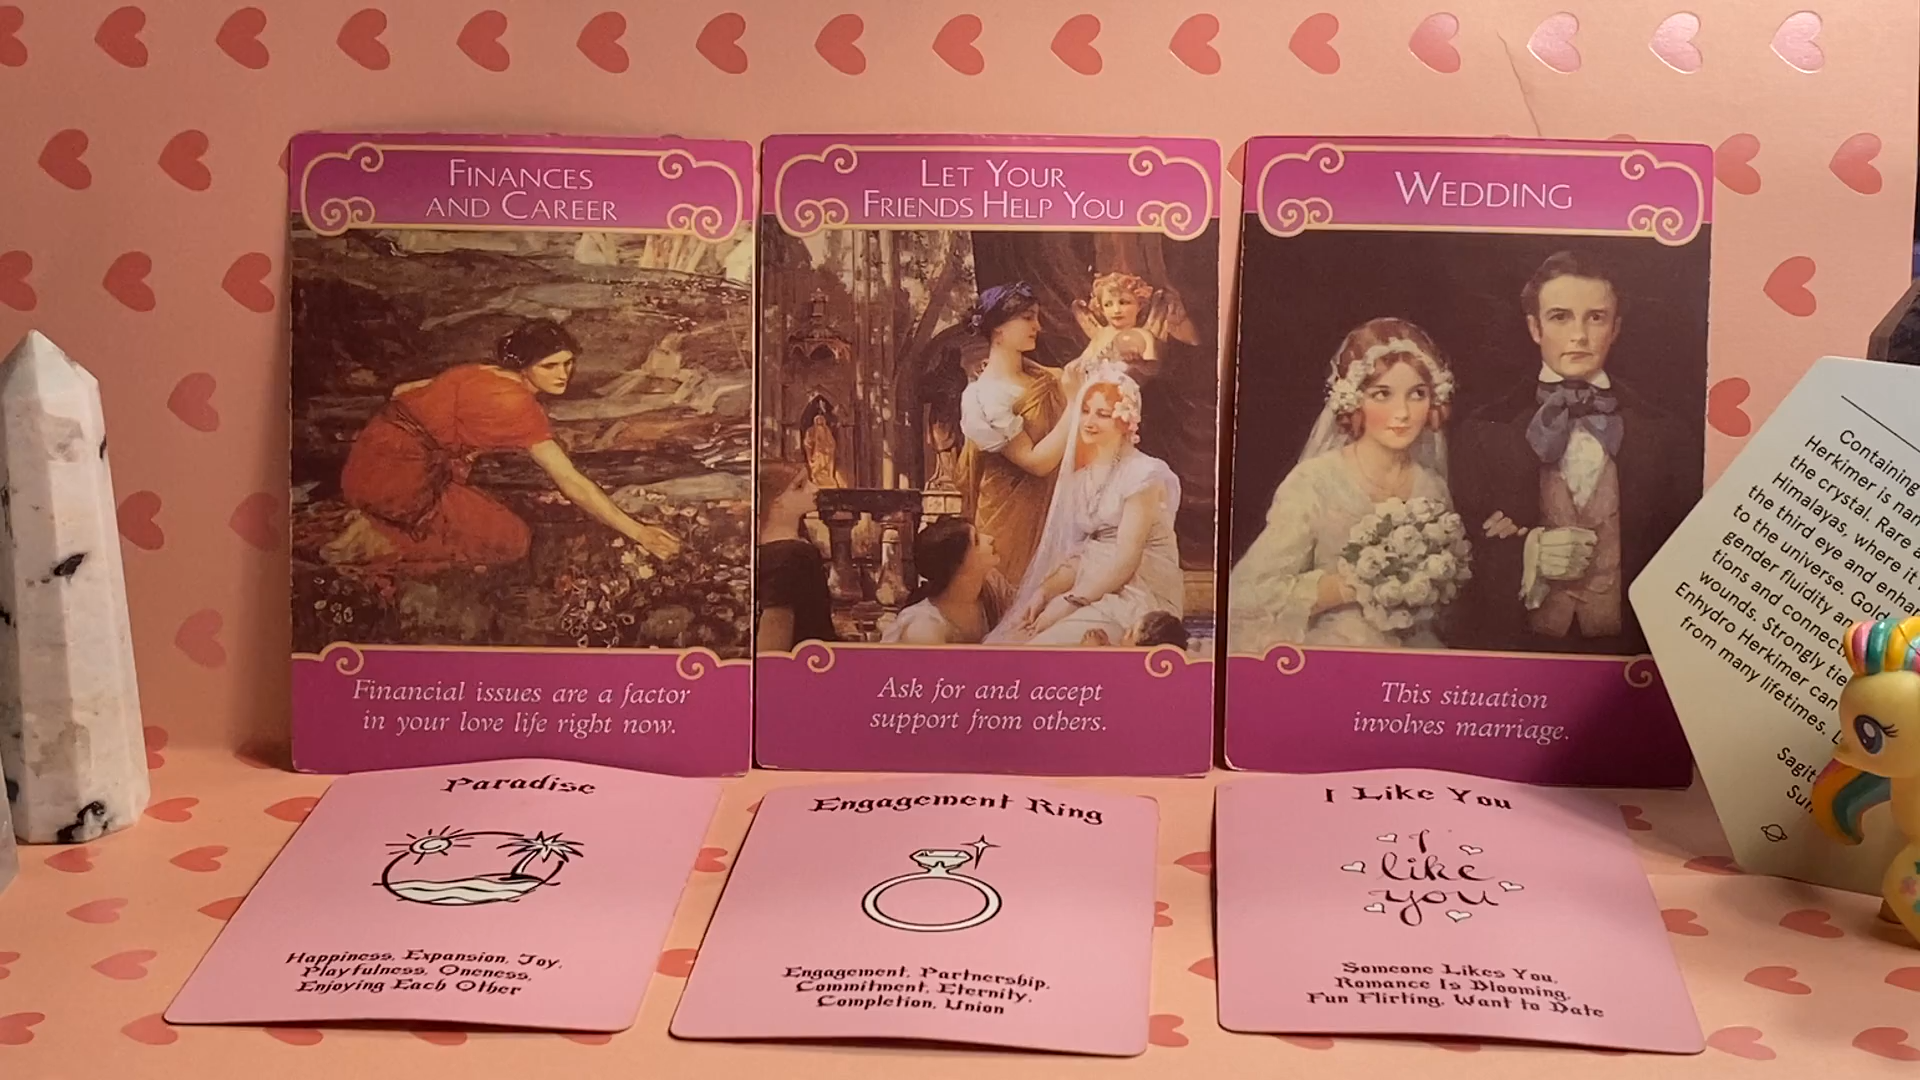 FINANCES
AND CAREER
Financial issues are a factor
in your love life right now.
LET YOUR
FRIENDS HELP YOU
Ask for and accept
support from others.
WEDDING
This situation
involves marriage.
Paradise
Happiness, Expansion, Joy,
Playfulness, Oneness,
Enjoying Each Other
Engagement Ring
Engagement, Partnership,
Commitment, Eternity,
Completion, Union
I Like You
I
like
you
Someone Likes You,
Romance Is Blooming,
Fun Flirting, Want to Date
Containing
Herkimer is
the crystal. Rare
Himalayas, where it
the third eye and
to the universe. Gold
gender fluidity
tions and
wounds. Strongly tie
Enhydro Herkimer can
from many lifetimes.